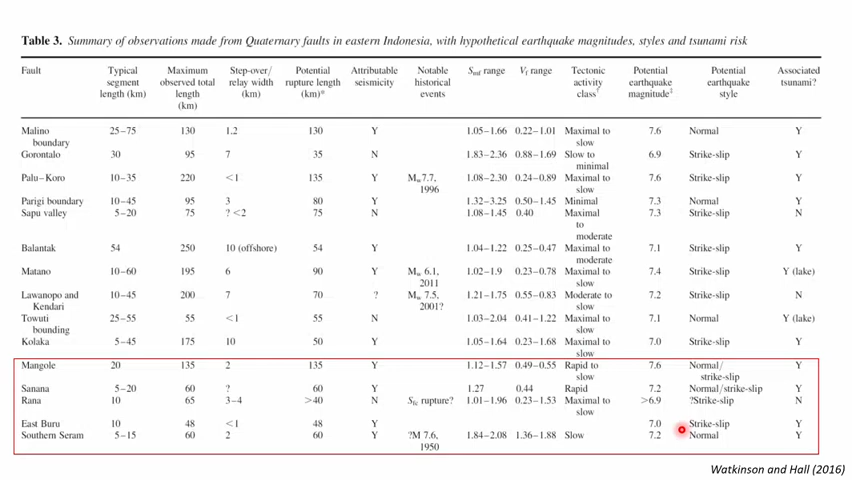 Table 3. Summary of observations made from Quaternary faults in eastern Indonesia, with hypothetical earthquake magnitudes, styles and tsunami risk
Fault Typical segment length (km) Maximum observed total length (km) Step-over/ relay width (km) Potential rupture length (km)* Attributable seismicity Notable historical events Smf range Vf range Tectonic activity class† Potential earthquake magnitude‡ Potential earthquake style Associated tsunami?
Malino boundary 25–75 130 1.2 130 Y 1.05–1.66 0.22–1.01 Maximal to slow 7.6 Normal Y
Gorontalo 30 95 7 35 N 1.83–2.36 0.88–1.69 Slow to minimal 6.9 Strike-slip Y
Palu–Koro 10–35 220 <1 135 Y Mw7.7, 1996 1.08–2.30 0.24–0.89 Maximal to slow 7.6 Strike-slip Y
Parigi boundary 10–45 95 3 80 Y 1.32–3.25 0.50–1.45 Minimal 7.3 Normal Y
Sapu valley 5–20 75 ? <2 75 N 1.08–1.45 0.40 Maximal to moderate 7.3 Strike-slip N
Balantak 54 250 10 (offshore) 54 Y 1.04–1.22 0.25–0.47 Maximal to moderate 7.1 Strike-slip Y
Matano 10–60 195 6 90 Y Mw 6.1, 2011 1.02–1.9 0.23–0.78 Maximal to slow 7.4 Strike-slip Y (lake)
Lawanopo and Kendari 10–45 200 7 70 ? Mw 7.5, 2001? 1.21–1.75 0.55–0.83 Moderate to slow 7.2 Strike-slip N
Towuti bounding 25–55 55 <1 55 N 1.03–2.04 0.41–1.22 Maximal to slow 7.1 Normal Y (lake)
Kolaka 5–45 175 10 50 Y 1.05–1.64 0.23–1.68 Maximal to slow 7.0 Strike-slip Y
Mangole 20 135 2 135 Y 1.12–1.57 0.49–0.55 Rapid to slow 7.6 Normal/ strike-slip Y
Sanana 5–20 60 ? 60 Y 1.27 0.44 Rapid 7.2 Normal/strike-slip Y
Rana 10 65 3–4 >40 N Sfc rupture? 1.01–1.96 0.23–1.53 Maximal to slow >6.9 ?Strike-slip N
East Buru 10 48 <1 48 Y 7.0 Strike-slip Y
Southern Seram 5–15 60 2 60 Y ?M 7.6, 1950 1.84–2.08 1.36–1.88 Slow 7.2 Normal Y
Watkinson and Hall (2016)